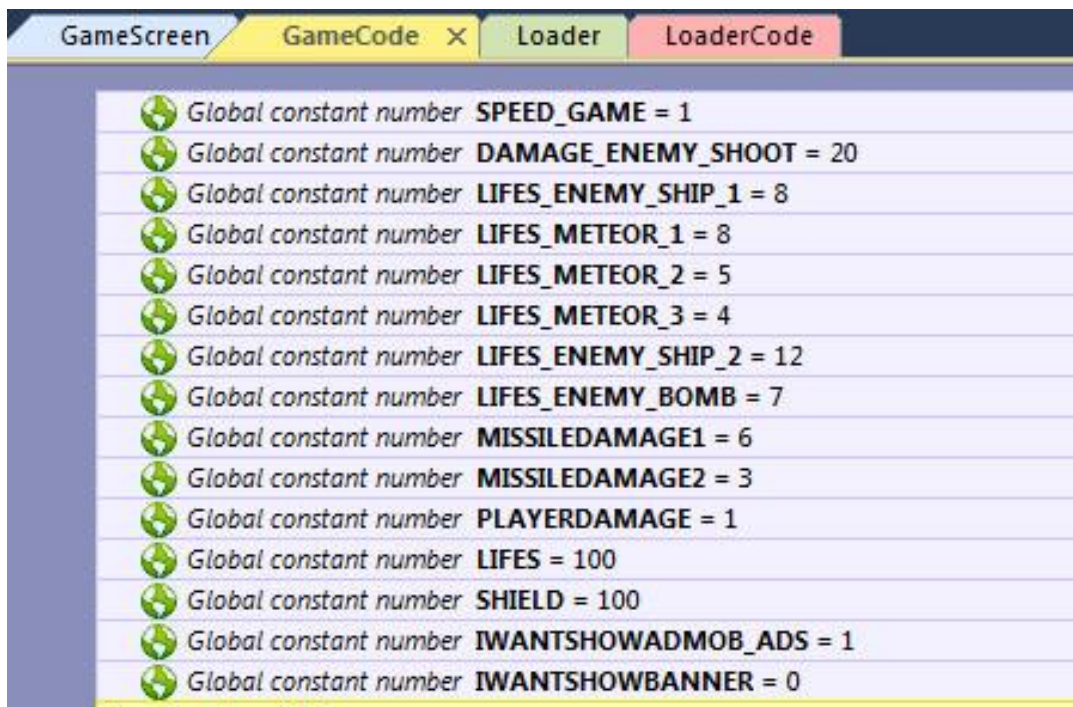 GameScreen GameCode × Loader LoaderCode
Global constant number SPEED_GAME = 1
Global constant number DAMAGE_ENEMY_SHOOT = 20
Global constant number LIFES_ENEMY_SHIP_1 = 8
Global constant number LIFES_METEOR_1 = 8
Global constant number LIFES_METEOR_2 = 5
Global constant number LIFES_METEOR_3 = 4
Global constant number LIFES_ENEMY_SHIP_2 = 12
Global constant number LIFES_ENEMY_BOMB = 7
Global constant number MISSILEDAMAGE1 = 6
Global constant number MISSILEDAMAGE2 = 3
Global constant number PLAYERDAMAGE = 1
Global constant number LIFES = 100
Global constant number SHIELD = 100
Global constant number IWANTSHOWADMOB_ADS = 1
Global constant number IWANTSHOWBANNER = 0